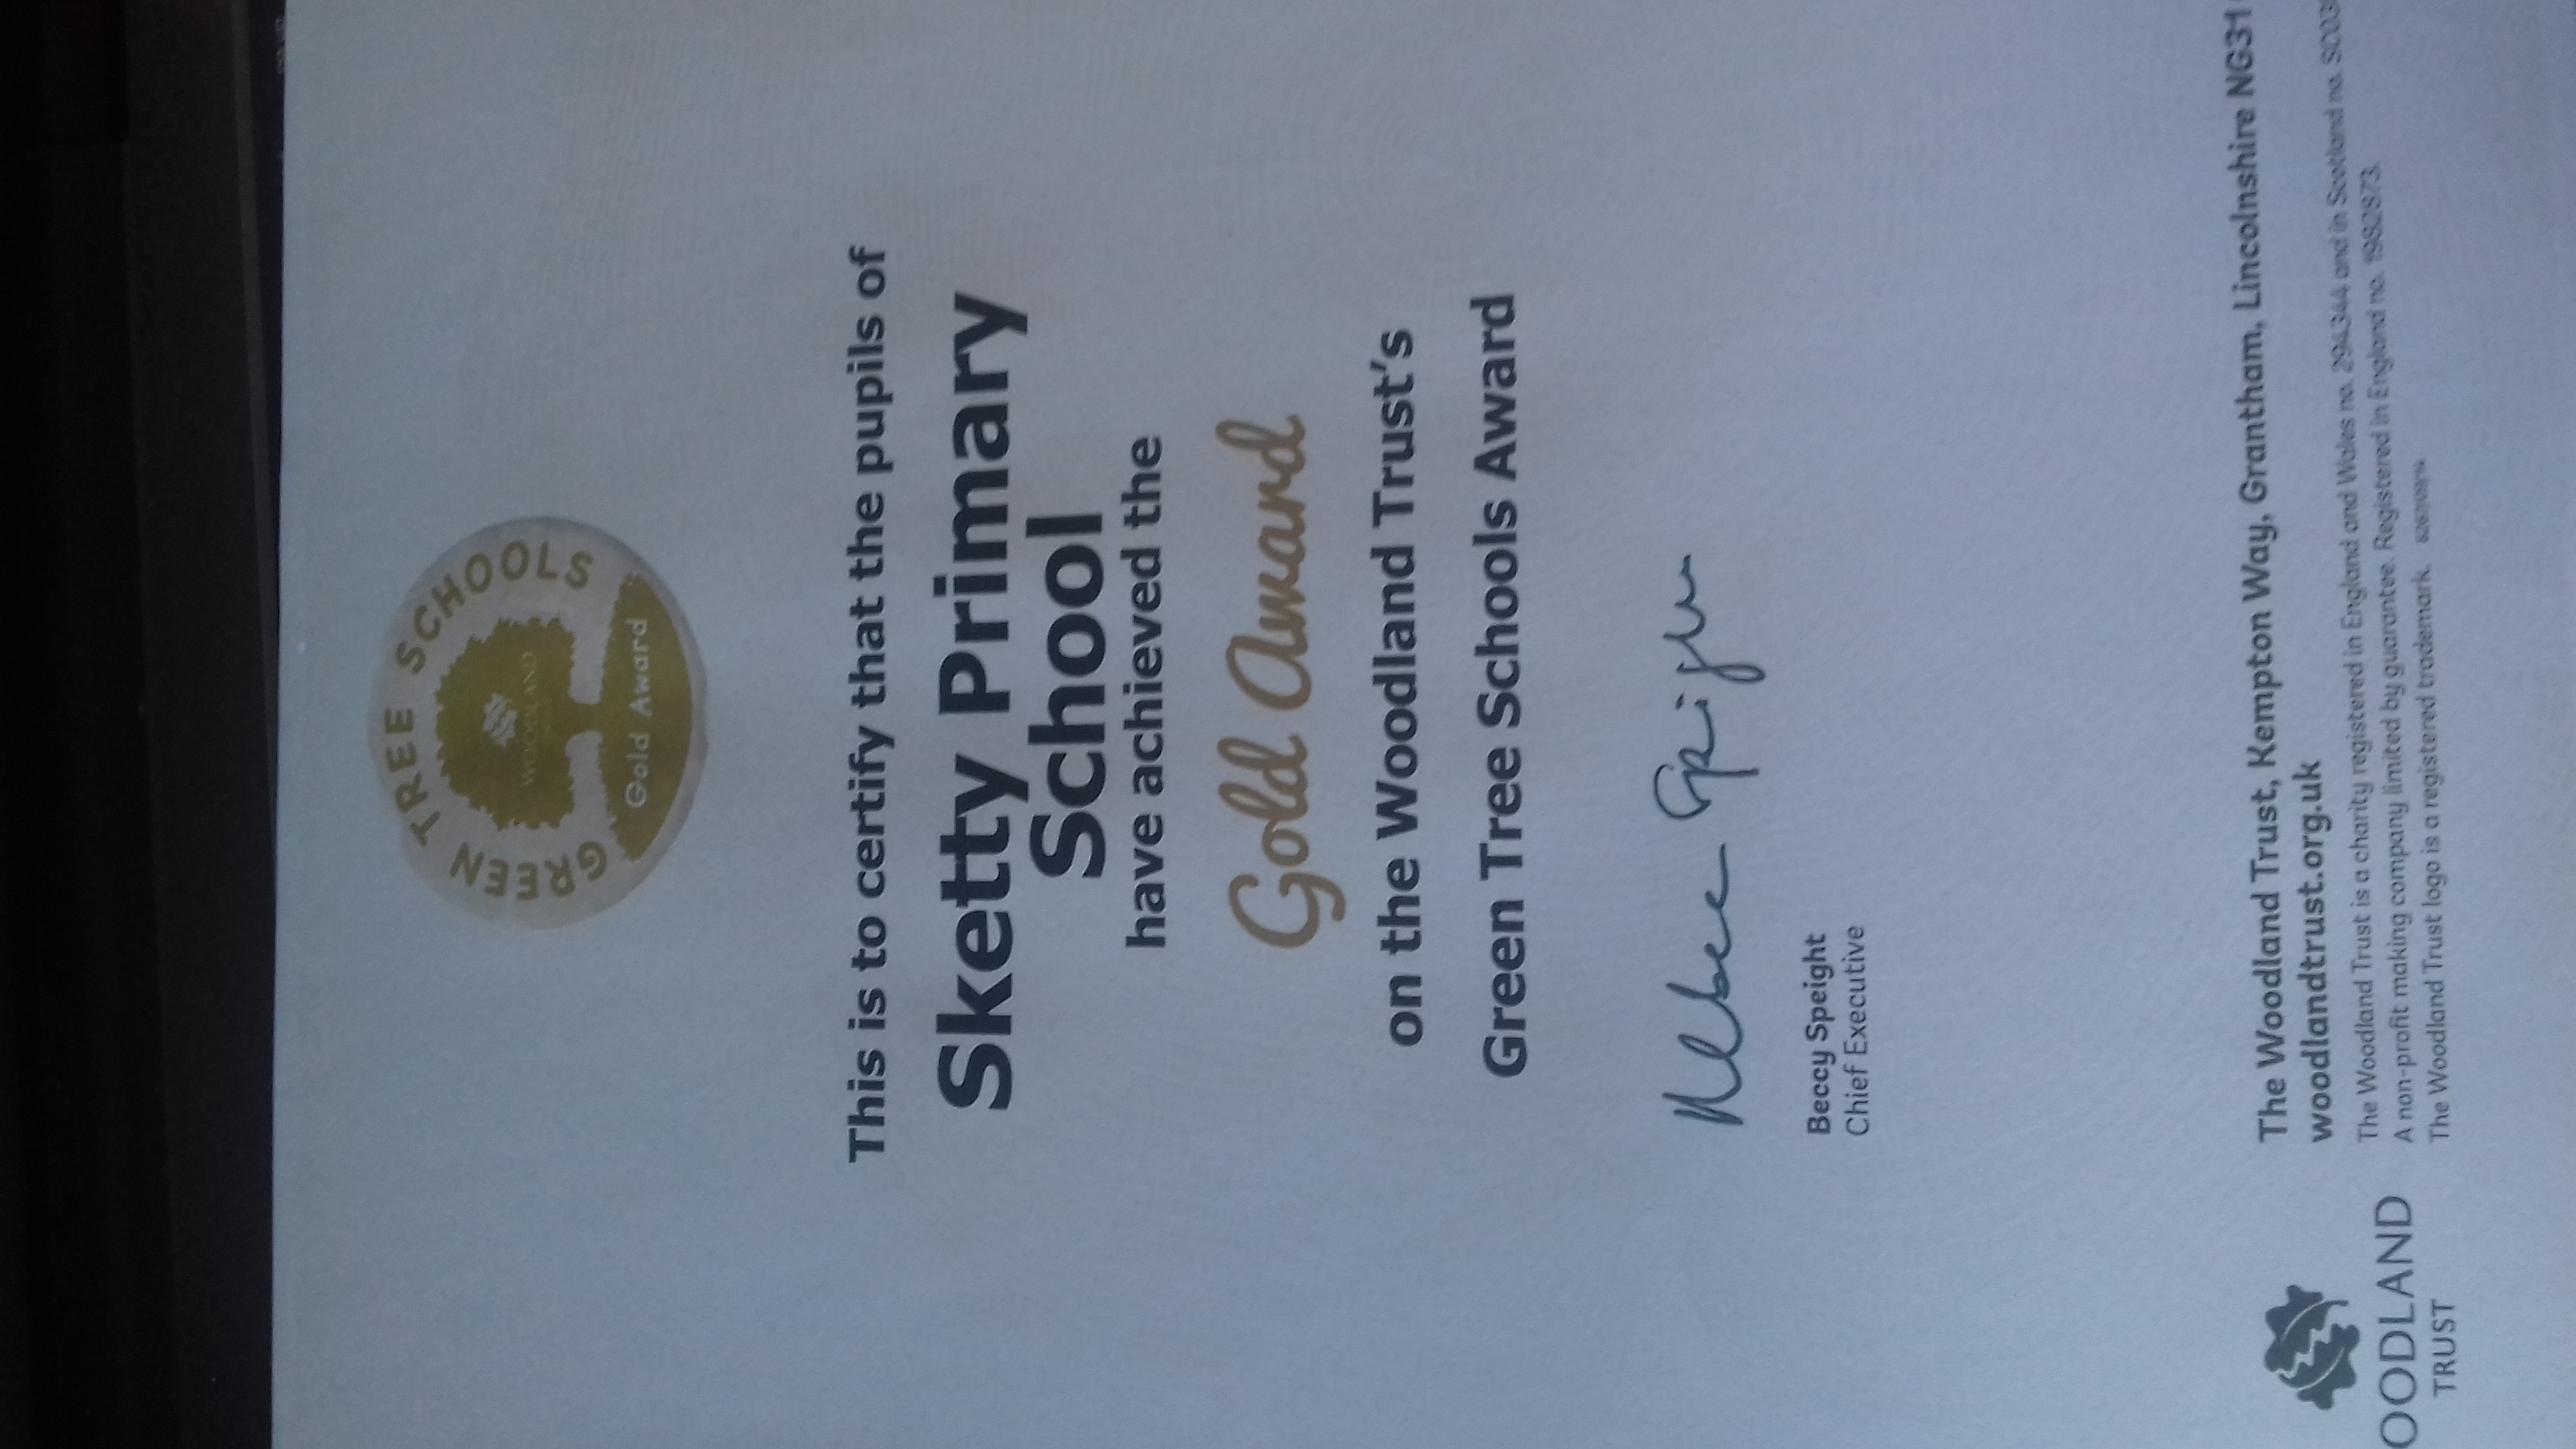 GREEN TREE SCHOOLS
WOODLAND
Gold Award
This is to certify that the pupils of
Sketty Primary
School
have achieved the
Gold Award
on the Woodland Trust's
Green Tree Schools Award
Beccy Speight
Chief Executive
The Woodland Trust, Kempton Way, Grantham, Lincolnshire NG31
woodlandtrust.org.uk
The Woodland Trust is a charity registered in England and Wales no. 294344 and in Scotland no.
A non-profit making company limited by guarantee. Registered in England no. 1982873.
The Woodland Trust logo is a registered trademark.
OODLAND
TRUST